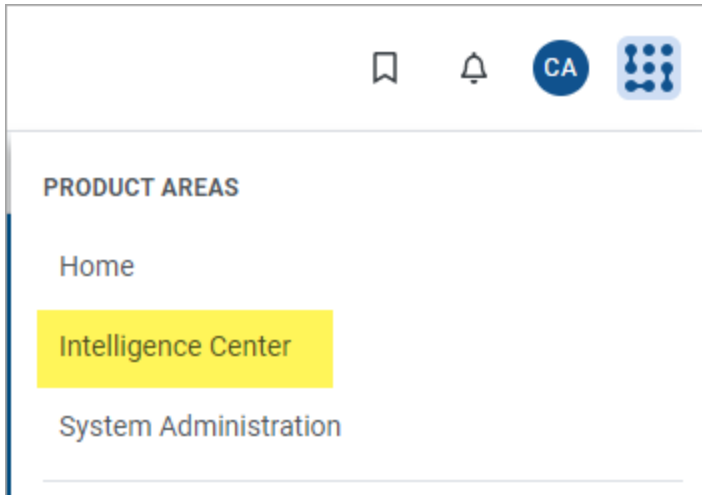 CA
PRODUCT AREAS
Home
Intelligence Center
System Administration